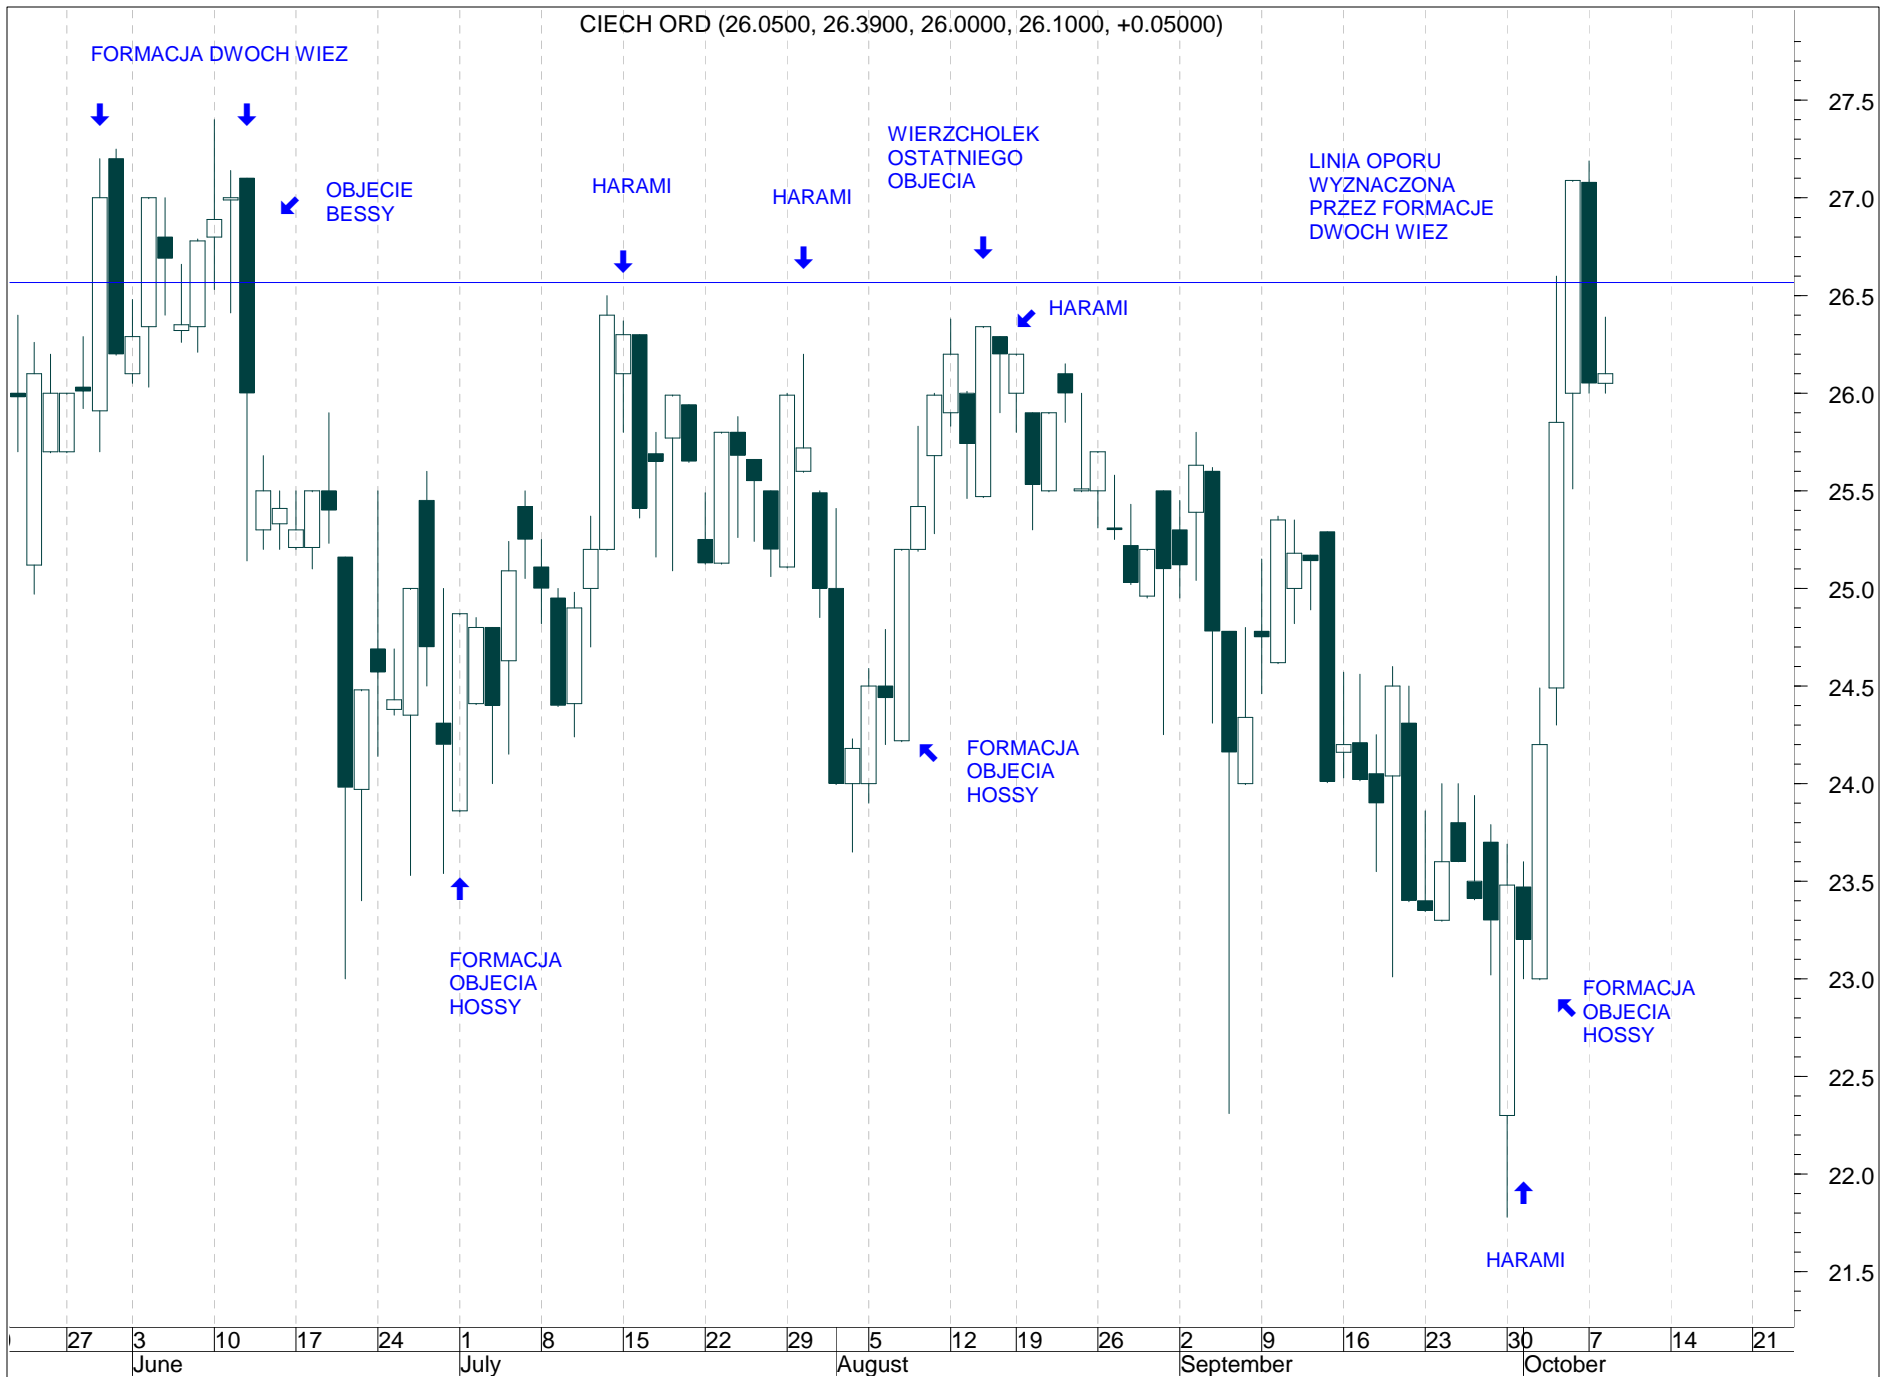 CIECH ORD (26.0500, 26.3900, 26.0000, 26.1000, +0.05000)
FORMACJA DWOCH WIEZ
OBJECIE
BESSY
HARAMI
HARAMI
WIERZCHOLEK
OSTATNIEGO
OBJECIA
HARAMI
LINIA OPORU
WYZNACZONA
PRZEZ FORMACJE
DWOCH WIEZ
FORMACJA
OBJECIA
HOSSY
FORMACJA
OBJECIA
HOSSY
FORMACJA
OBJECIA
HOSSY
HARAMI
27.5
27.0
26.5
26.0
25.5
25.0
24.5
24.0
23.5
23.0
22.5
22.0
21.5
27 3 10 17 24 1 8 15 22 29 5 12 19 26 2 9 16 23 30 7 14 21
June July August September October